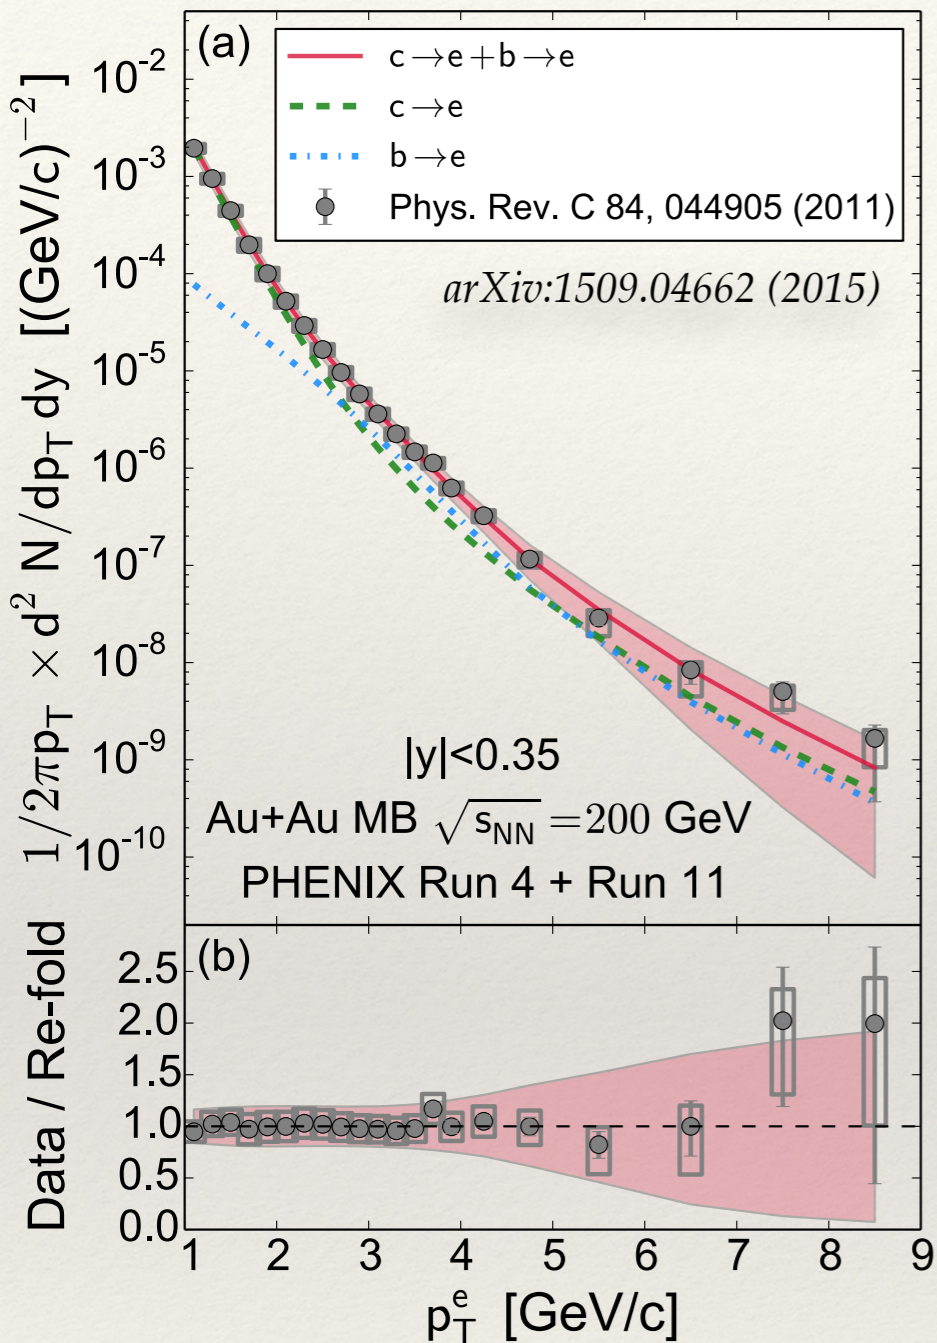 (a)
c→e+b→e
c→e
b→e
Phys. Rev. C 84, 044905 (2011)
arXiv:1509.04662 (2015)
10⁻²
10⁻³
10⁻⁴
10⁻⁵
10⁻⁶
10⁻⁷
10⁻⁸
10⁻⁹
10⁻¹⁰
1/2πp_T × d² N/dp_T dy [(GeV/c)⁻²]
|y|<0.35
Au+Au MB √s_NN =200 GeV
PHENIX Run 4 + Run 11
(b)
2.5
2.0
1.5
1.0
0.5
0.0
Data / Re-fold
1 2 3 4 5 6 7 8 9
p_T^e [GeV/c]